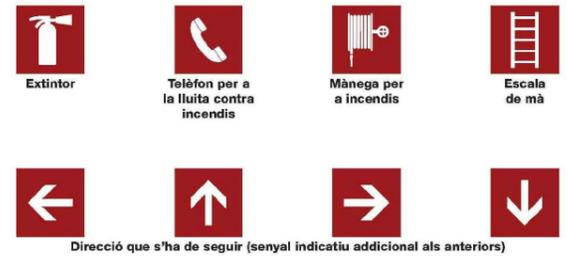 Extintor
Telèfon per a
la lluita contra
incendis
Mànega per
a incendis
Escala
de mà
Direcció que s'ha de seguir (senyal indicatiu addicional als anteriors)